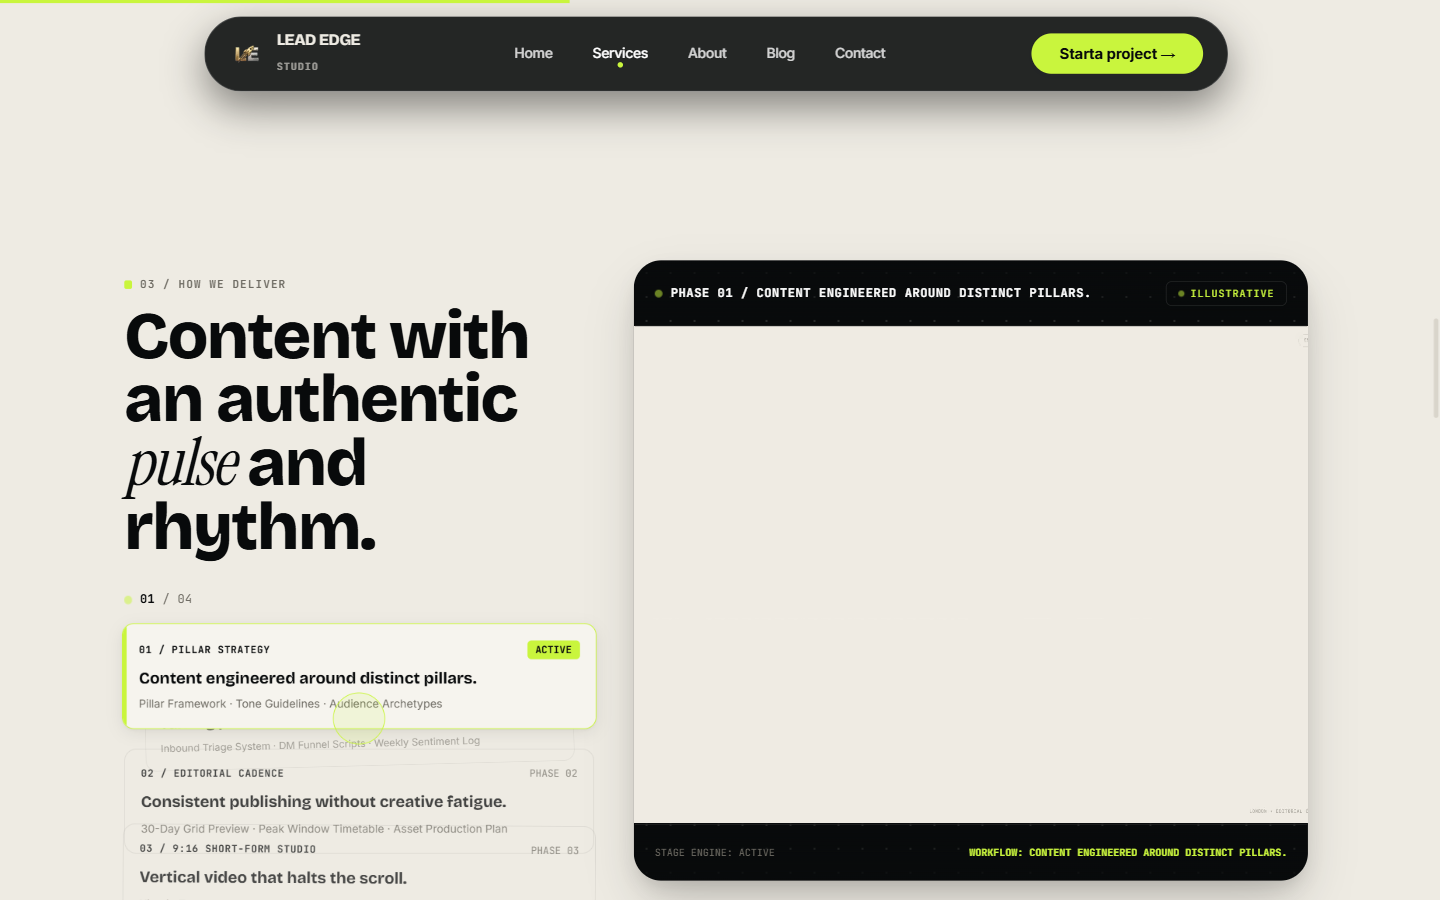 LEAD EDGE
STUDIO
Home
Services
About
Blog
Contact
Starta project →
03 / HOW WE DELIVER
Content with
an authentic
pulse and
rhythm.
01 / 04
01 / PILLAR STRATEGY
ACTIVE
Content engineered around distinct pillars.
Pillar Framework · Tone Guidelines · Audience Archetypes
Inbound Triage System · DM Funnel Scripts · Weekly Sentiment Log
02 / EDITORIAL CADENCE
PHASE 02
Consistent publishing without creative fatigue.
30-Day Grid Preview · Peak Window Timetable · Asset Production Plan
03 / 9:16 SHORT-FORM STUDIO
PHASE 03
Vertical video that halts the scroll.
PHASE 01 / CONTENT ENGINEERED AROUND DISTINCT PILLARS.
ILLUSTRATIVE
STAGE ENGINE: ACTIVE
WORKFLOW: CONTENT ENGINEERED AROUND DISTINCT PILLARS.